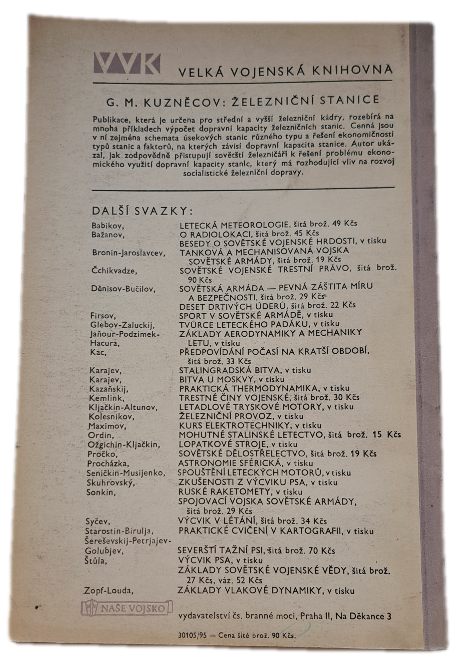 VVK VELKÁ VOJENSKÁ KNIHOVNA
G. M. KUZNĚCOV: ŽELEZNIČNÍ STANICE
Publikace, která je určena pro střední a vyšší železniční kádry, rozebírá na
mnoha příkladech výpočet dopravní kapacity železničních stanic. Cenná jsou
v ní zejména schemata úsekových stanic různého typu a řešení ekonomičnosti
typů stanic a faktorů, na kterých závisí dopravní kapacita stanice. Autor uká-
zal, jak zodpovědně přistupují sovětští železničáři k řešení problému ekono-
mického využití dopravní kapacity stanic, který má rozhodující vliv na rozvoj
socialistické železniční dopravy.
DALŠÍ SVAZKY:
Babikov, LETECKÁ METEOROLOGIE, šitá brož. 49 Kčs
Bažanov, O RADIOLOKACI, šitá brož. 45 Kčs
BESEDY O SOVĚTSKÉ VOJENSKÉ HRDOSTI, v tisku
Bronin-Jaroslavcev, TANKOVÁ A MECHANISOVANÁ VOJSKA
SOVĚTSKÉ ARMÁDY, šitá brož. 19 Kčs
Čchikvadze, SOVĚTSKÉ VOJENSKÉ TRESTNÍ PRÁVO, šitá brož.
90 Kčs
Děnisov-Bučilov, SOVĚTSKÁ ARMÁDA — PEVNÁ ZÁŠTITA MÍRU
A BEZPEČNOSTI, šitá brož. 29 Kčs
DESET DRTIVÝCH ÚDERŮ, šitá brož. 22 Kčs
Firsov, SPORT V SOVĚTSKÉ ARMÁDĚ, v tisku
Glebov-Zaluckij, TVŮRCE LETECKÉHO PADÁKU, v tisku
Jaňour-Podzimek- ZÁKLADY AERODYNAMIKY A MECHANIKY
Hacura, LETU, v tisku
Kac, PŘEDPOVÍDÁNÍ POČASÍ NA KRATŠÍ OBDOBÍ,
šitá brož. 33 Kčs
Karajev, STALINGRADSKÁ BITVA, v tisku
Karajev, BITVA U MOSKVY, v tisku
Kazaňskij, PRAKTICKÁ THERMODYNAMIKA, v tisku
Kemlink, TRESTNÉ ČINY VOJENSKÉ, šitá brož. 30 Kčs
Kljačkin-Altunov, LETADLOVÉ TRYSKOVÉ MOTORY, v tisku
Kolesnikov, ŽELEZNIČNÍ PROVOZ, v tisku
Maximov, KURS ELEKTROTECHNIKY, v tisku
Ordin, MOHUTNÉ STALINSKÉ LETECTVO, šitá brož. 15 Kčs
Ožgichin-Kljačkin, LOPATKOVÉ STROJE, v tisku
Pročko, SOVĚTSKÉ DĚLOSTŘELECTVO, šitá brož. 19 Kčs
Procházka, ASTRONOMIE SFÉRICKÁ, v tisku
Seničkin-Musijenko, SPOUŠTĚNÍ LETECKÝCH MOTORŮ, v tisku
Skuhrovský, ZKUŠENOSTI Z VÝCVIKU PSA, v tisku
Sonkin, RUSKÉ RAKETOMETY, v tisku
SPOJOVACÍ VOJSKA SOVĚTSKÉ ARMÁDY,
šitá brož. 29 Kčs
Syčev, VÝCVIK V LÉTÁNÍ, šitá brož. 34 Kčs
Starostin-Birulja, PRAKTICKÉ CVIČENÍ V KARTOGRAFII, v tisku
Šereševskij-Petrjajev-
Golubjev, SEVERŠTÍ TAŽNÍ PSI, šitá brož. 70 Kčs
Štůla, VÝCVIK PSA, v tisku
ZÁKLADY SOVĚTSKÉ VOJENSKÉ VĚDY, šitá brož.
27 Kčs, váz. 52 Kčs
Zopf-Louda, ZÁKLADY VLAKOVÉ DYNAMIKY, v tisku
NAŠE VOJSKO vydavatelství čs. branné moci, Praha II, Na Děkance 3
30105/95 — Cena šité brož. 90 Kčs.